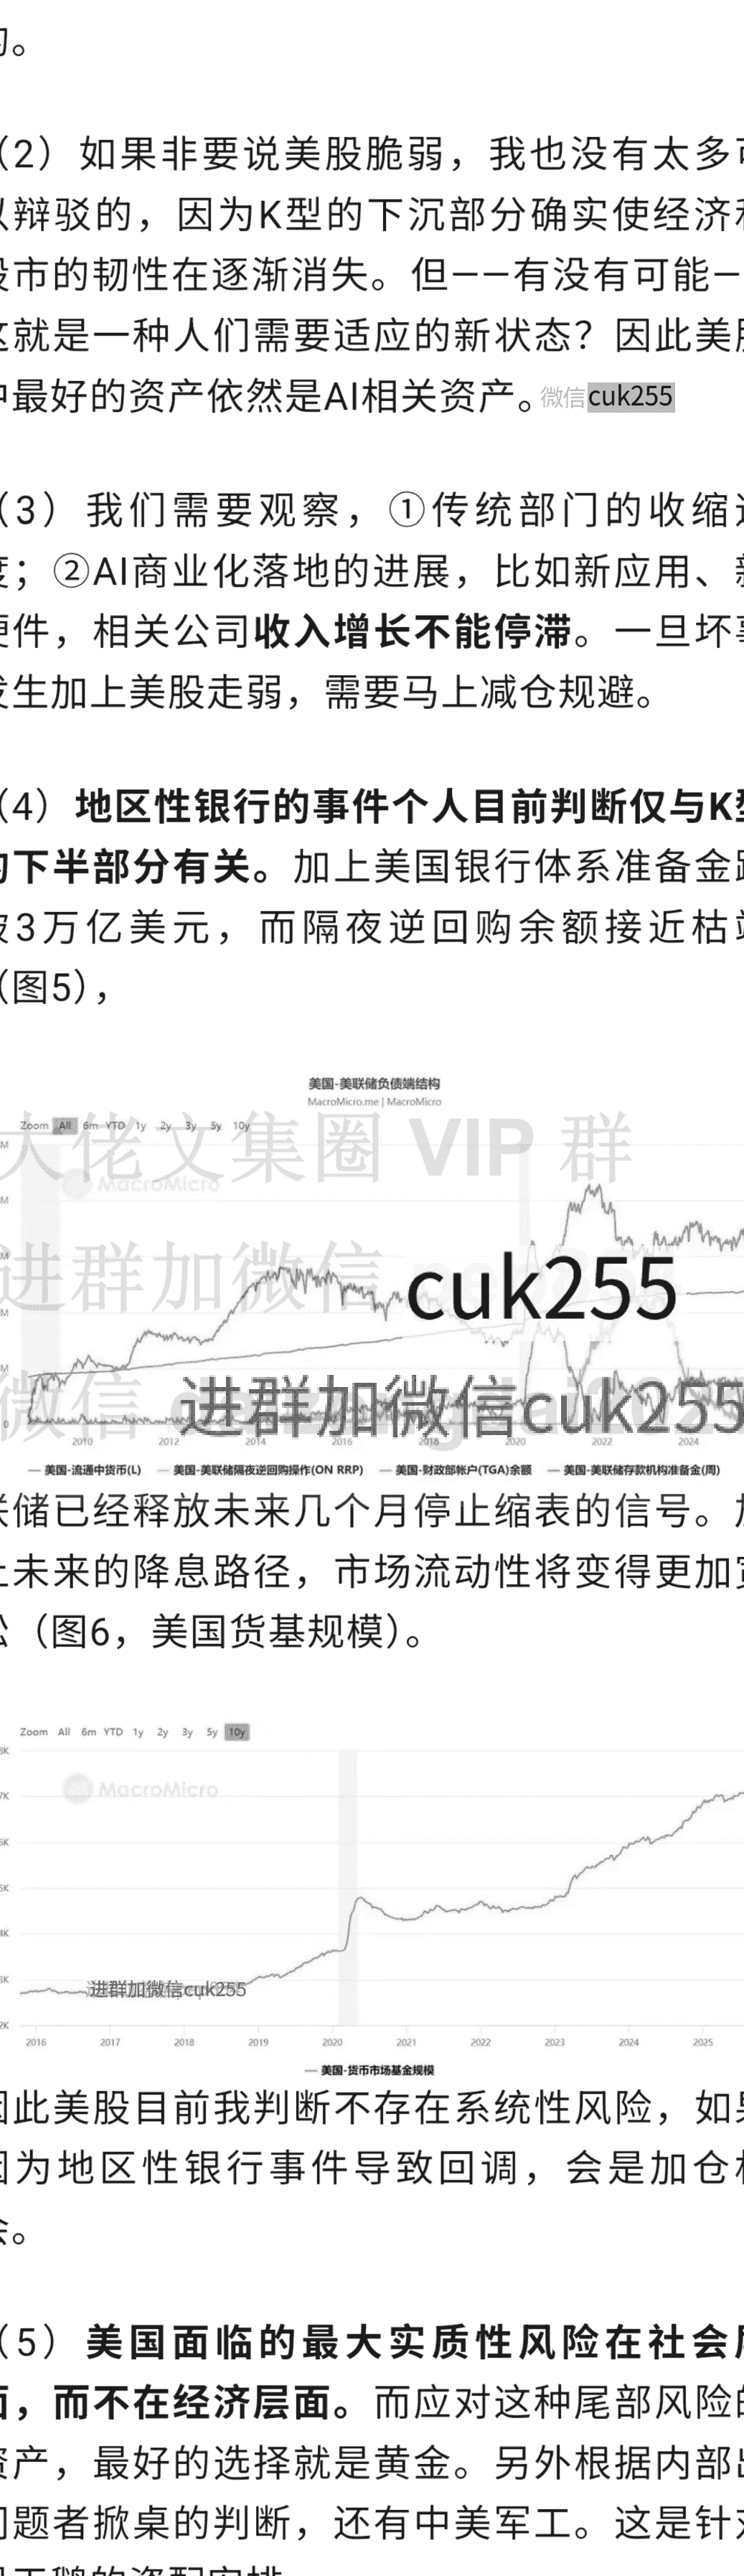 的。
（2）如果非要说美股脆弱，我也没有太多可
以辩驳的，因为K型的下沉部分确实使经济和
股市的韧性在逐渐消失。但——有没有可能—
这就是一种人们需要适应的新状态？因此美股
中最好的资产依然是AI相关资产。微信cuk255
（3）我们需要观察，①传统部门的收缩速
度；②AI商业化落地的进展，比如新应用、新
硬件，相关公司收入增长不能停滞。一旦坏事
发生加上美股走弱，需要马上减仓规避。
（4）地区性银行的事件个人目前判断仅与K型
的下半部分有关。加上美国银行体系准备金跌
破3万亿美元，而隔夜逆回购余额接近枯竭
（图5），
美国-美联储负债端结构
MacroMicro.me | MacroMicro
Zoom All 6m YTD 1y 2y 3y 5y 10y
大佬文集圈 VIP 群
MacroMicro
进群加微信
cuk255
微信
进群加微信cuk255
M
M
M
M
M
0
2010 2012 2014 2016 2018 2020 2022 2024
美国-流通中货币(L) 美国-美联储隔夜逆回购操作(ON RRP) 美国-财政部帐户(TGA)余额 美国-美联储存款机构准备金(周)
联储已经释放未来几个月停止缩表的信号。加
上未来的降息路径，市场流动性将变得更加宽
松（图6，美国货基规模）。
Zoom All 6m YTD 1y 2y 3y 5y 10y
8K
MacroMicro
7K
6K
5K
4K
3K
进群加微信cuk255
2K
2016 2017 2018 2019 2020 2021 2022 2023 2024 2025
美国-货币市场基金规模
因此美股目前我判断不存在系统性风险，如果
因为地区性银行事件导致回调，会是加仓机
会。
（5）美国面临的最大实质性风险在社会层
面，而不在经济层面。而应对这种尾部风险的
资产，最好的选择就是黄金。另外根据内部出
问题者掀桌的判断，还有中美军工。这是针对
黑天鹅的资配安排